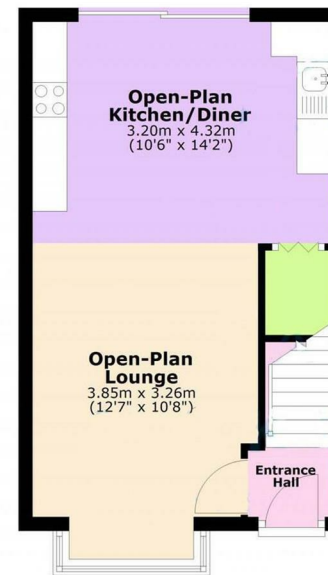 Open-Plan
Kitchen/Diner
3.20m x 4.32m
(10'6" x 14'2")
Open-Plan
Lounge
3.85m x 3.26m
(12'7" x 10'8")
Entrance
Hall